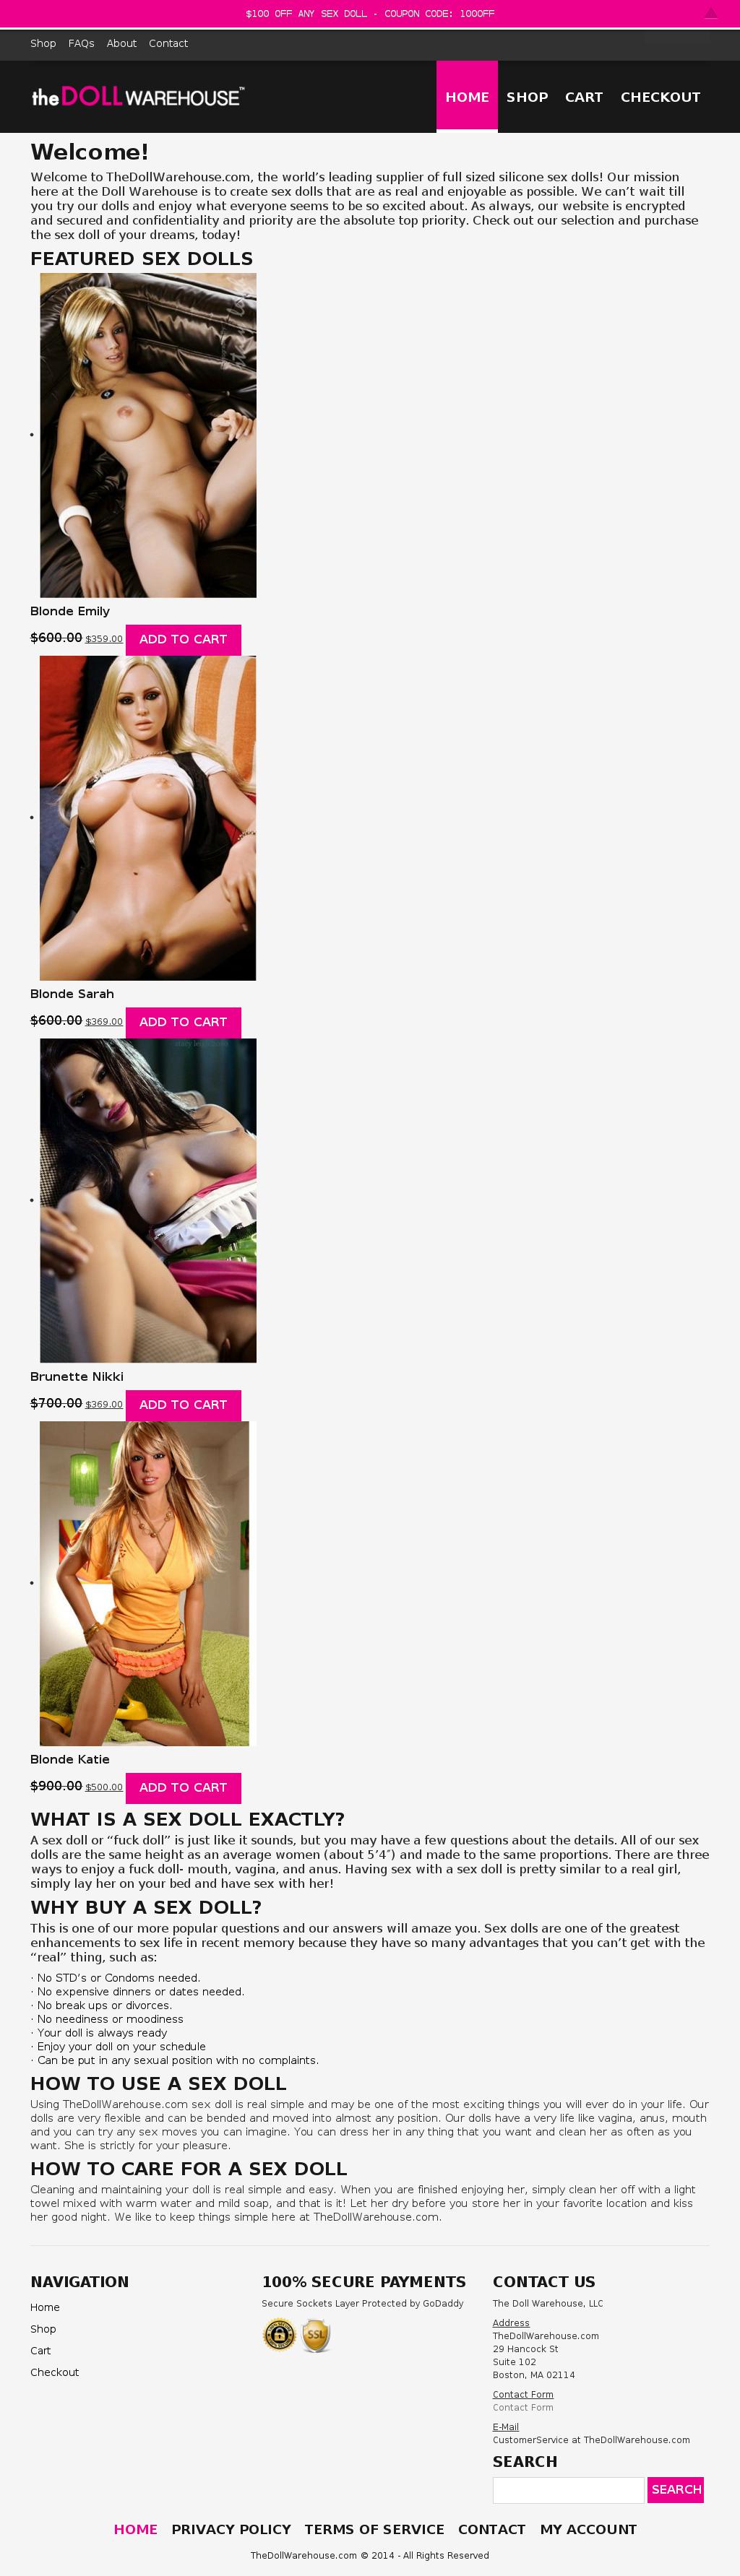 $100 OFF ANY SEX DOLL - COUPON CODE: 100OFF
Shop FAQs About Contact
theDOLLWAREHOUSE™
HOME SHOP CART CHECKOUT
Welcome!
Welcome to TheDollWarehouse.com, the world’s leading supplier of full sized silicone sex dolls! Our mission
here at the Doll Warehouse is to create sex dolls that are as real and enjoyable as possible. We can’t wait till
you try our dolls and enjoy what everyone seems to be so excited about. As always, our website is encrypted
and secured and confidentiality and priority are the absolute top priority. Check out our selection and purchase
the sex doll of your dreams, today!
FEATURED SEX DOLLS
Blonde Emily
$600.00 $359.00 ADD TO CART
Blonde Sarah
$600.00 $369.00 ADD TO CART
Brunette Nikki
$700.00 $369.00 ADD TO CART
Blonde Katie
$900.00 $500.00 ADD TO CART
WHAT IS A SEX DOLL EXACTLY?
A sex doll or “fuck doll” is just like it sounds, but you may have a few questions about the details. All of our sex
dolls are the same height as an average women (about 5’4″) and made to the same proportions. There are three
ways to enjoy a fuck doll- mouth, vagina, and anus. Having sex with a sex doll is pretty similar to a real girl,
simply lay her on your bed and have sex with her!
WHY BUY A SEX DOLL?
This is one of our more popular questions and our answers will amaze you. Sex dolls are one of the greatest
enhancements to sex life in recent memory because they have so many advantages that you can’t get with the
“real” thing, such as:
· No STD’s or Condoms needed.
· No expensive dinners or dates needed.
· No break ups or divorces.
· No neediness or moodiness
· Your doll is always ready
· Enjoy your doll on your schedule
· Can be put in any sexual position with no complaints.
HOW TO USE A SEX DOLL
Using TheDollWarehouse.com sex doll is real simple and may be one of the most exciting things you will ever do in your life. Our
dolls are very flexible and can be bended and moved into almost any position. Our dolls have a very life like vagina, anus, mouth
and you can try any sex moves you can imagine. You can dress her in any thing that you want and clean her as often as you
want. She is strictly for your pleasure.
HOW TO CARE FOR A SEX DOLL
Cleaning and maintaining your doll is real simple and easy. When you are finished enjoying her, simply clean her off with a light
towel mixed with warm water and mild soap, and that is it! Let her dry before you store her in your favorite location and kiss
her good night. We like to keep things simple here at TheDollWarehouse.com.
NAVIGATION
Home
Shop
Cart
Checkout
100% SECURE PAYMENTS
Secure Sockets Layer Protected by GoDaddy
SSL
CONTACT US
The Doll Warehouse, LLC
Address
TheDollWarehouse.com
29 Hancock St
Suite 102
Boston, MA 02114
Contact Form
Contact Form
E-Mail
CustomerService at TheDollWarehouse.com
SEARCH
SEARCH
HOME PRIVACY POLICY TERMS OF SERVICE CONTACT MY ACCOUNT
TheDollWarehouse.com © 2014 - All Rights Reserved